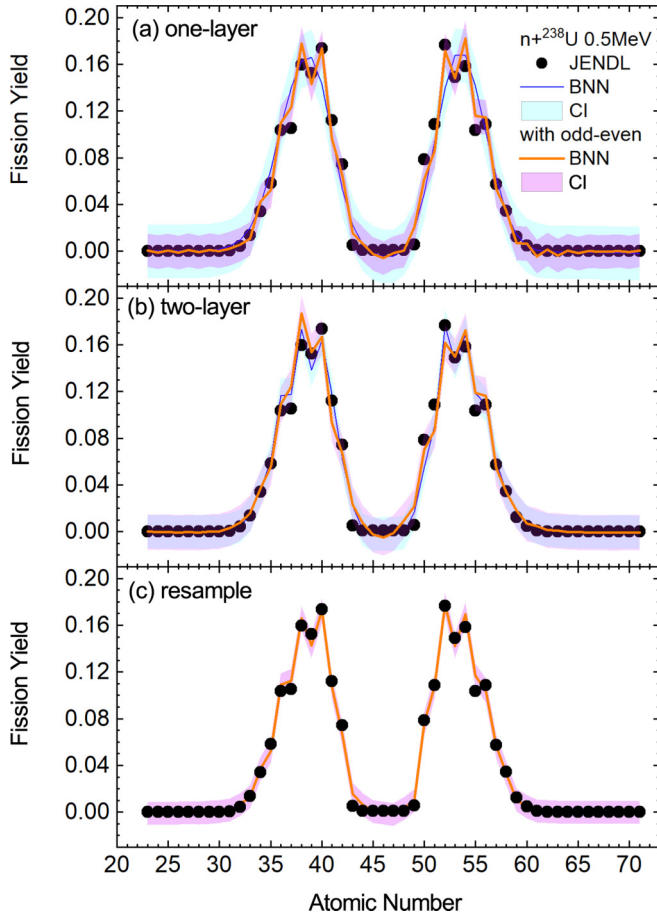 (a) one-layer
n+²³⁸U 0.5MeV
JENDL
BNN
CI
with odd-even
BNN
CI
Fission Yield
0.20
0.16
0.12
0.08
0.04
0.00
(b) two-layer
Fission Yield
0.20
0.16
0.12
0.08
0.04
0.00
(c) resample
Fission Yield
0.20
0.16
0.12
0.08
0.04
0.00
20 25 30 35 40 45 50 55 60 65 70
Atomic Number